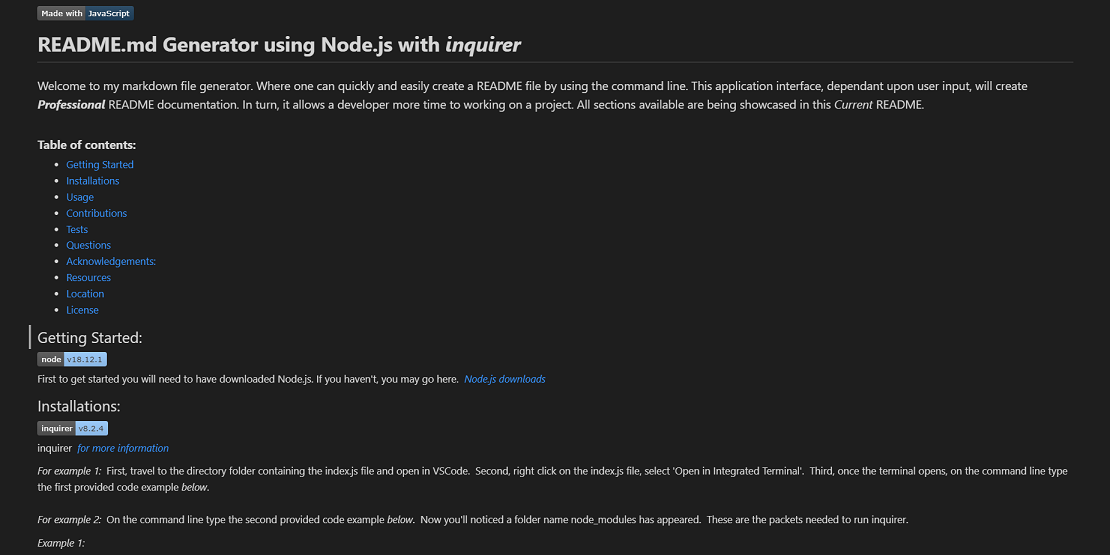 Made with JavaScript
README.md Generator using Node.js with inquirer
Welcome to my markdown file generator. Where one can quickly and easily create a README file by using the command line. This application interface, dependant upon user input, will create
Professional README documentation. In turn, it allows a developer more time to working on a project. All sections available are being showcased in this Current README.
Table of contents:
• Getting Started
• Installations
• Usage
• Contributions
• Tests
• Questions
• Acknowledgements:
• Resources
• Location
• License
Getting Started:
node v18.12.1
First to get started you will need to have downloaded Node.js. If you haven't, you may go here. Node.js downloads
Installations:
inquirer v8.2.4
inquirer for more information
For example 1: First, travel to the directory folder containing the index.js file and open in VSCode. Second, right click on the index.js file, select 'Open in Integrated Terminal'. Third, once the terminal opens, on the command line type
the first provided code example below.
For example 2: On the command line type the second provided code example below. Now you'll noticed a folder name node_modules has appeared. These are the packets needed to run inquirer.
Example 1: